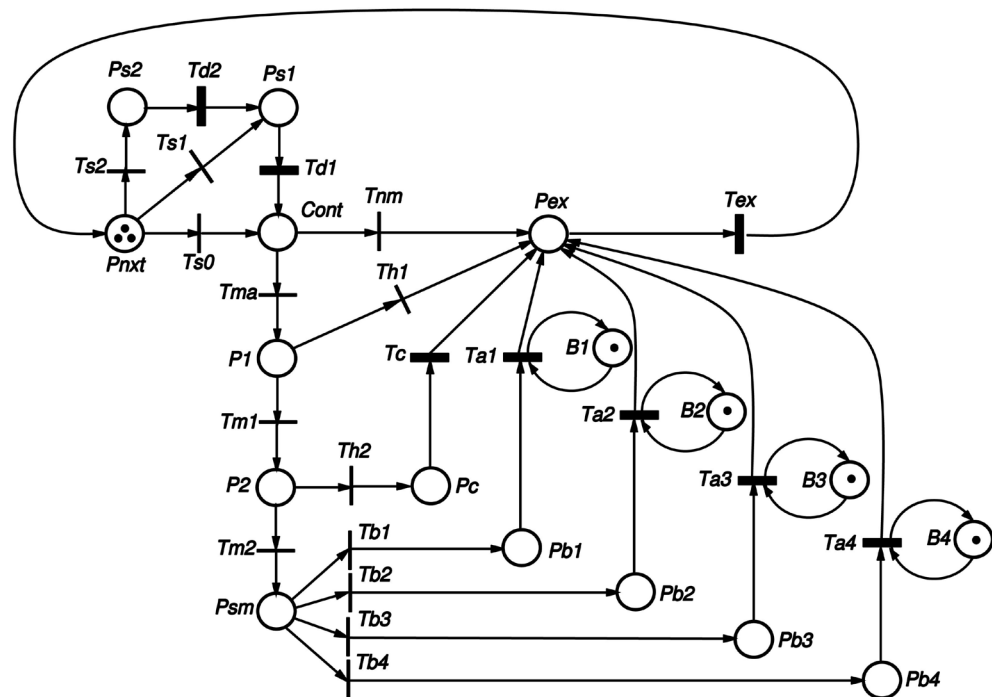 Ps2
Td2
Ps1
Ts1
Ts2
Td1
Cont
Tnm
Pex
Tex
Pnxt
Ts0
Tma
Th1
P1
Tc
Ta1
B1
Tm1
Ta2
B2
Th2
P2
Pc
Ta3
B3
Tm2
Tb1
Pb1
Ta4
B4
Tb2
Pb2
Psm
Tb3
Pb3
Tb4
Pb4